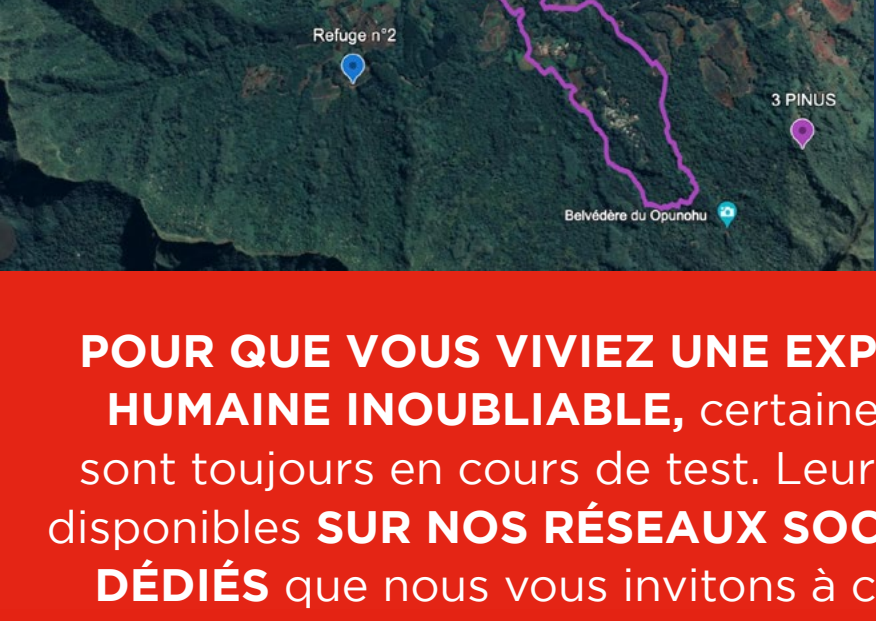 Refuge n°2
3 PINUS
Belvédère du Opunohu
POUR QUE VOUS VIVIEZ UNE EXP
HUMAINE INOUBLIABLE, certaine
sont toujours en cours de test. Leur
disponibles SUR NOS RÉSEAUX SOC
DÉDIÉS que nous vous invitons à c